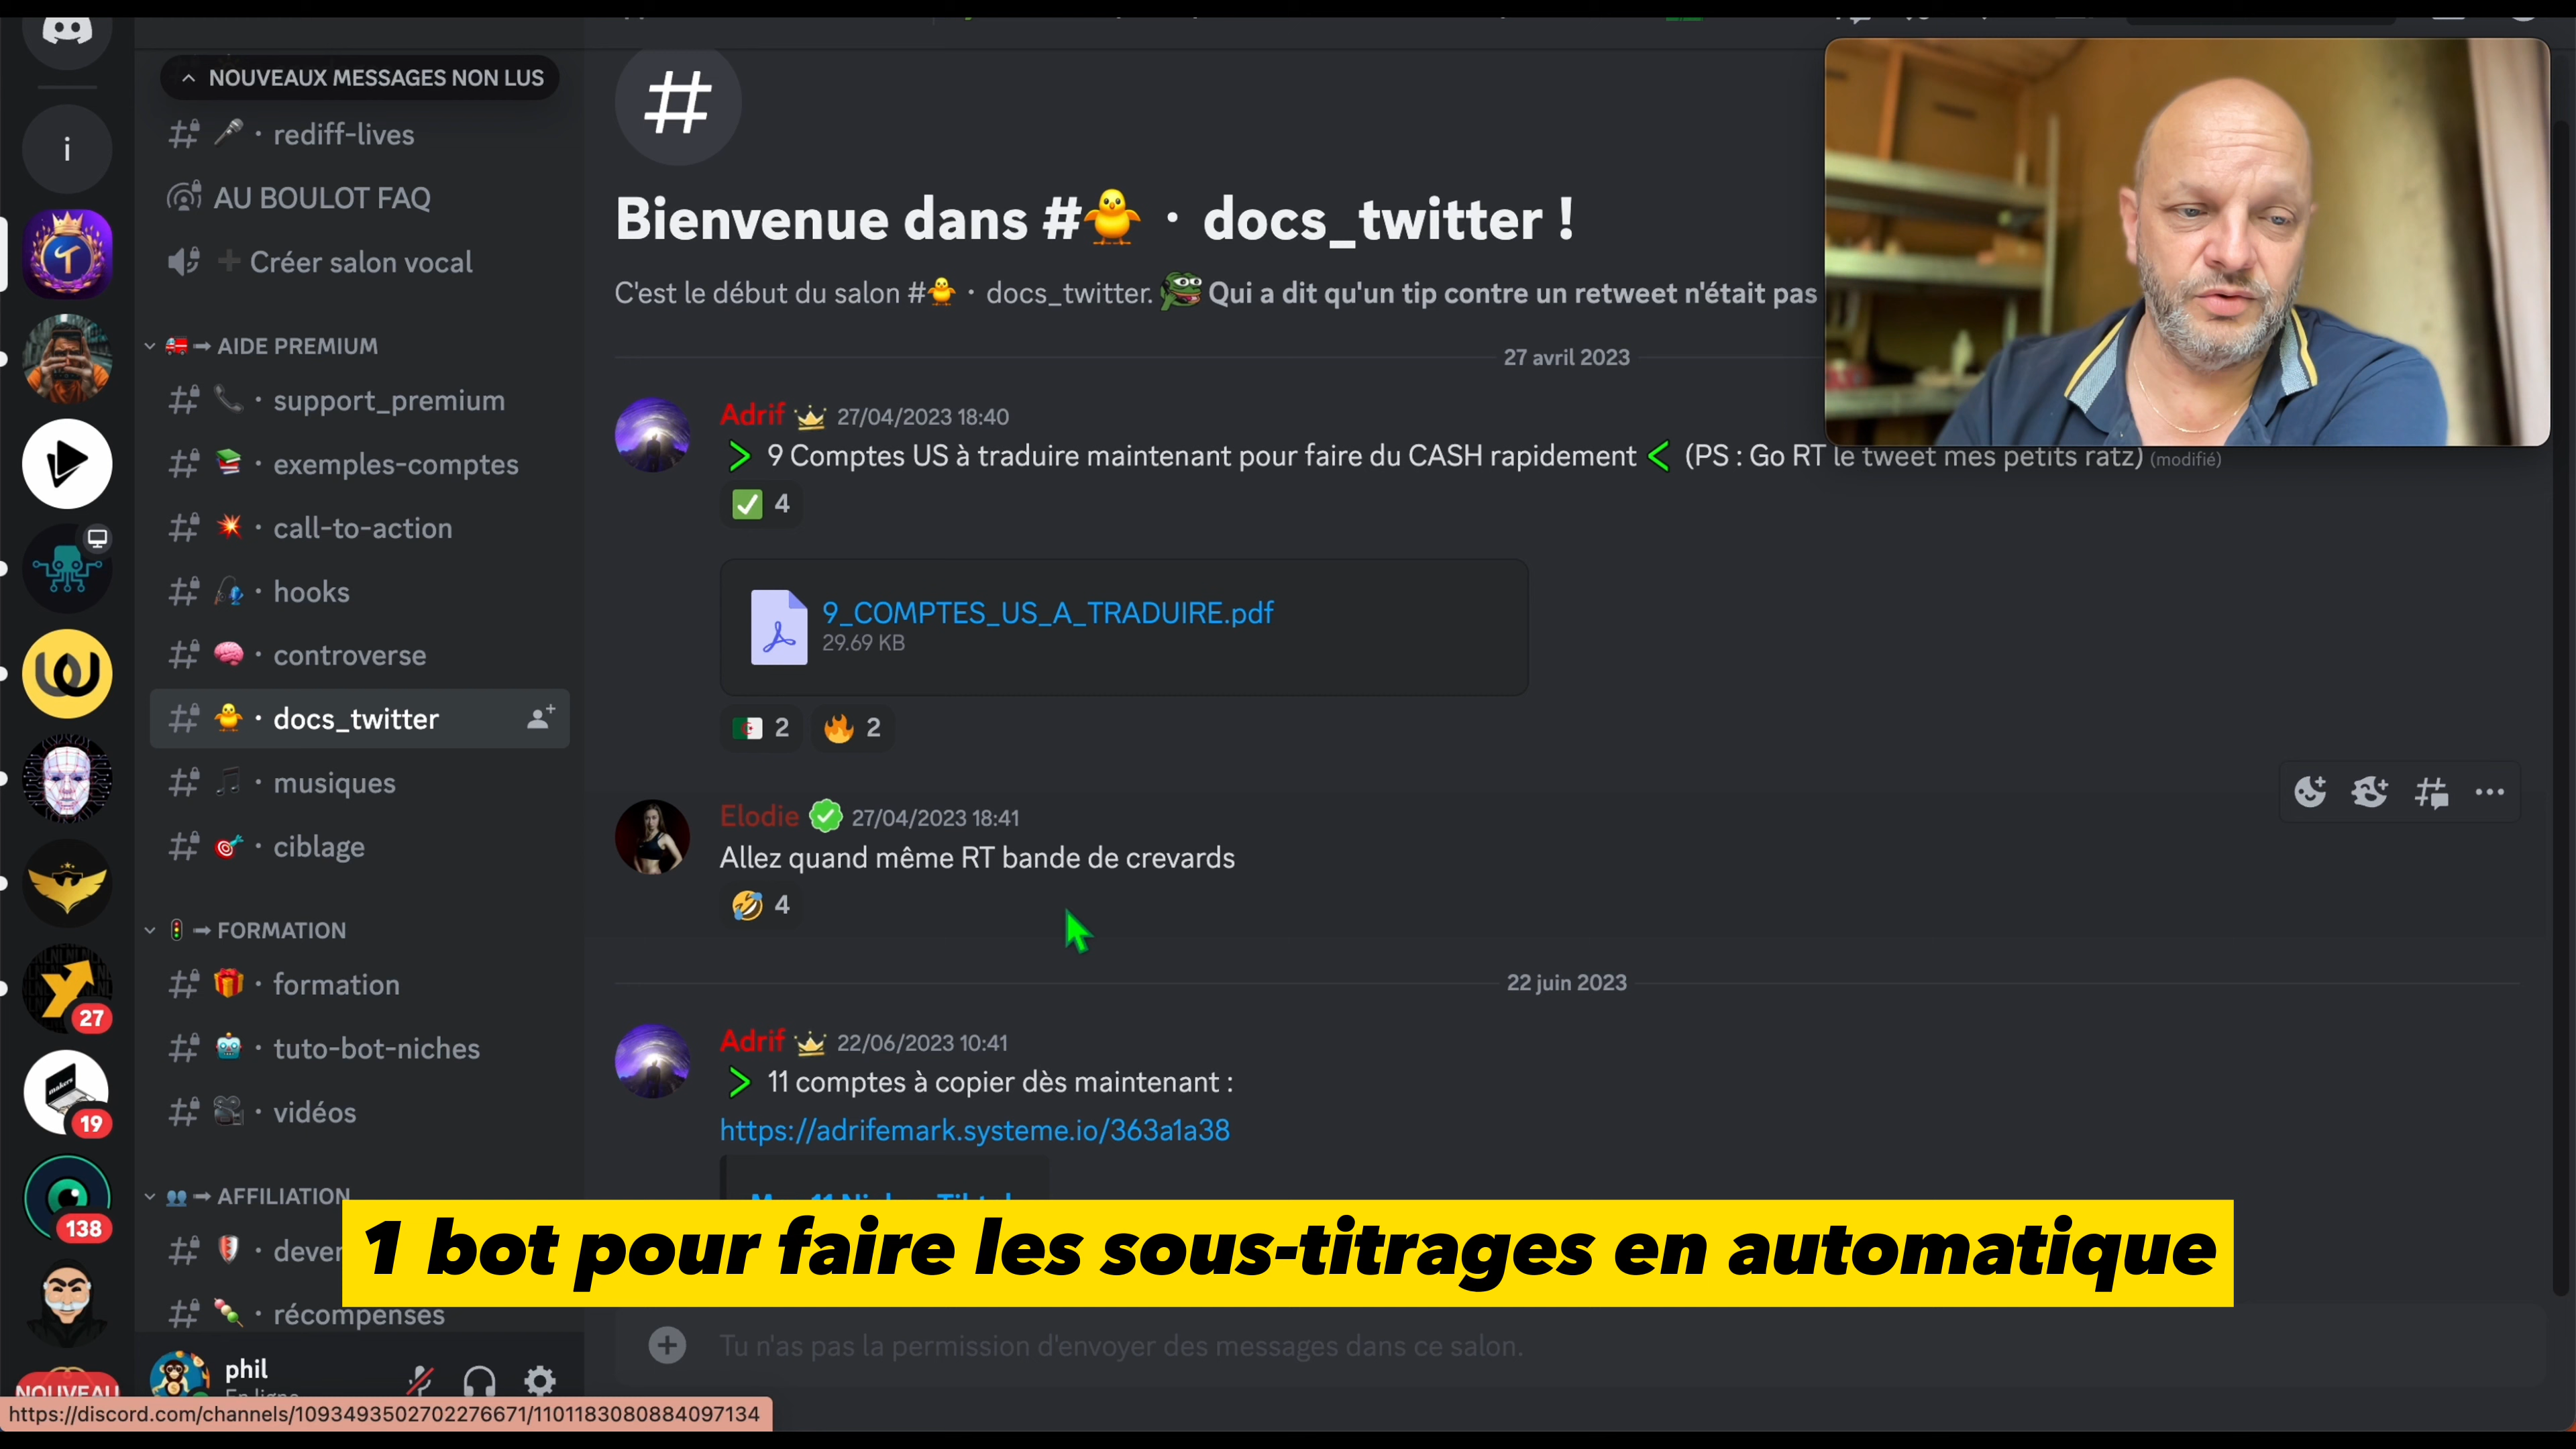 NOUVEAUX MESSAGES NON LUS
rediff-lives
AU BOULOT FAQ
Créer salon vocal
AIDE PREMIUM
support_premium
exemples-comptes
call-to-action
hooks
controverse
docs_twitter
musiques
ciblage
FORMATION
formation
tuto-bot-niches
vidéos
AFFILIATION
dever
récompenses
phil
En ligne
i
27
19
138
NOUVEAU
https://discord.com/channels/1093493502702276671/1101183080884097134
Bienvenue dans # · docs_twitter !
C'est le début du salon # · docs_twitter. Qui a dit qu'un tip contre un retweet n'était pas
27 avril 2023
Adrif 27/04/2023 18:40
> 9 Comptes US à traduire maintenant pour faire du CASH rapidement < (PS : Go RT le tweet mes petits ratz) (modifié)
4
9_COMPTES_US_A_TRADUIRE.pdf
29.69 KB
2 2
Elodie 27/04/2023 18:41
Allez quand même RT bande de crevards
4
22 juin 2023
Adrif 22/06/2023 10:41
> 11 comptes à copier dès maintenant :
https://adrifemark.systeme.io/363a1a38
1 bot pour faire les sous-titrages en automatique
Tu n'as pas la permission d'envoyer des messages dans ce salon.